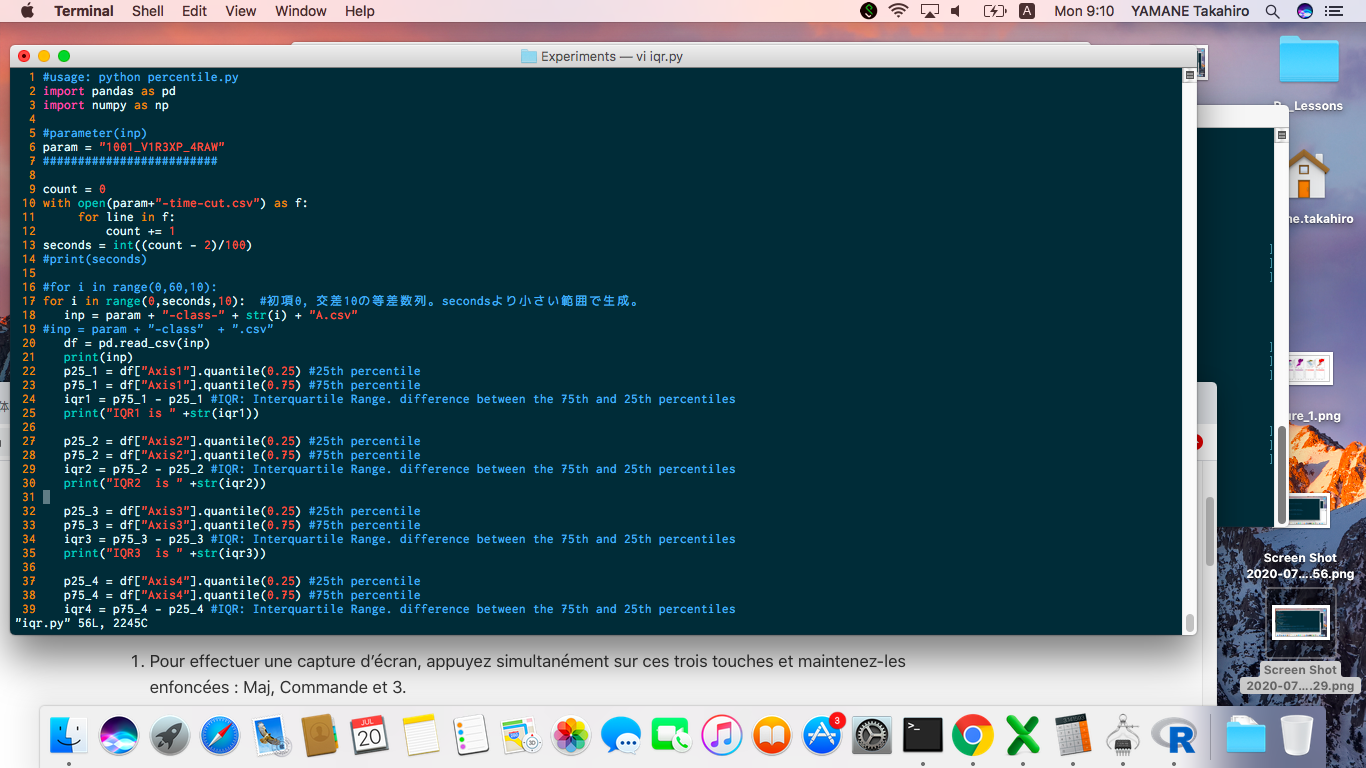 Terminal Shell Edit View Window Help
A Mon 9:10 YAMANE Takahiro
Experiments — vi iqr.py
1 #usage: python percentile.py
2 import pandas as pd
3 import numpy as np
4
5 #parameter(inp)
6 param = "1001_V1R3XP_4RAW"
7 #########################
8
9 count = 0
10 with open(param+"-time-cut.csv") as f:
11 for line in f:
12 count += 1
13 seconds = int((count - 2)/100)
14 #print(seconds)
15
16 #for i in range(0,60,10):
17 for i in range(0,seconds,10): #初項0, 交差10の等差数列。secondsより小さい範囲で生成。
18 inp = param + "-class-" + str(i) + "A.csv"
19 #inp = param + "-class" + ".csv"
20 df = pd.read_csv(inp)
21 print(inp)
22 p25_1 = df["Axis1"].quantile(0.25) #25th percentile
23 p75_1 = df["Axis1"].quantile(0.75) #75th percentile
24 iqr1 = p75_1 - p25_1 #IQR: Interquartile Range. difference between the 75th and 25th percentiles
25 print("IQR1 is " +str(iqr1))
26
27 p25_2 = df["Axis2"].quantile(0.25) #25th percentile
28 p75_2 = df["Axis2"].quantile(0.75) #75th percentile
29 iqr2 = p75_2 - p25_2 #IQR: Interquartile Range. difference between the 75th and 25th percentiles
30 print("IQR2 is " +str(iqr2))
31
32 p25_3 = df["Axis3"].quantile(0.25) #25th percentile
33 p75_3 = df["Axis3"].quantile(0.75) #75th percentile
34 iqr3 = p75_3 - p25_3 #IQR: Interquartile Range. difference between the 75th and 25th percentiles
35 print("IQR3 is " +str(iqr3))
36
37 p25_4 = df["Axis4"].quantile(0.25) #25th percentile
38 p75_4 = df["Axis4"].quantile(0.75) #75th percentile
39 iqr4 = p75_4 - p25_4 #IQR: Interquartile Range. difference between the 75th and 25th percentiles
"iqr.py" 56L, 2245C
_Lessons
ne.takahiro
ure_1.png
Screen Shot
2020-07....56.png
Screen Shot
2020-07....29.png
体
1. Pour effectuer une capture d’écran, appuyez simultanément sur ces trois touches et maintenez-les
enfoncées : Maj, Commande et 3.
JUL
20
3
R